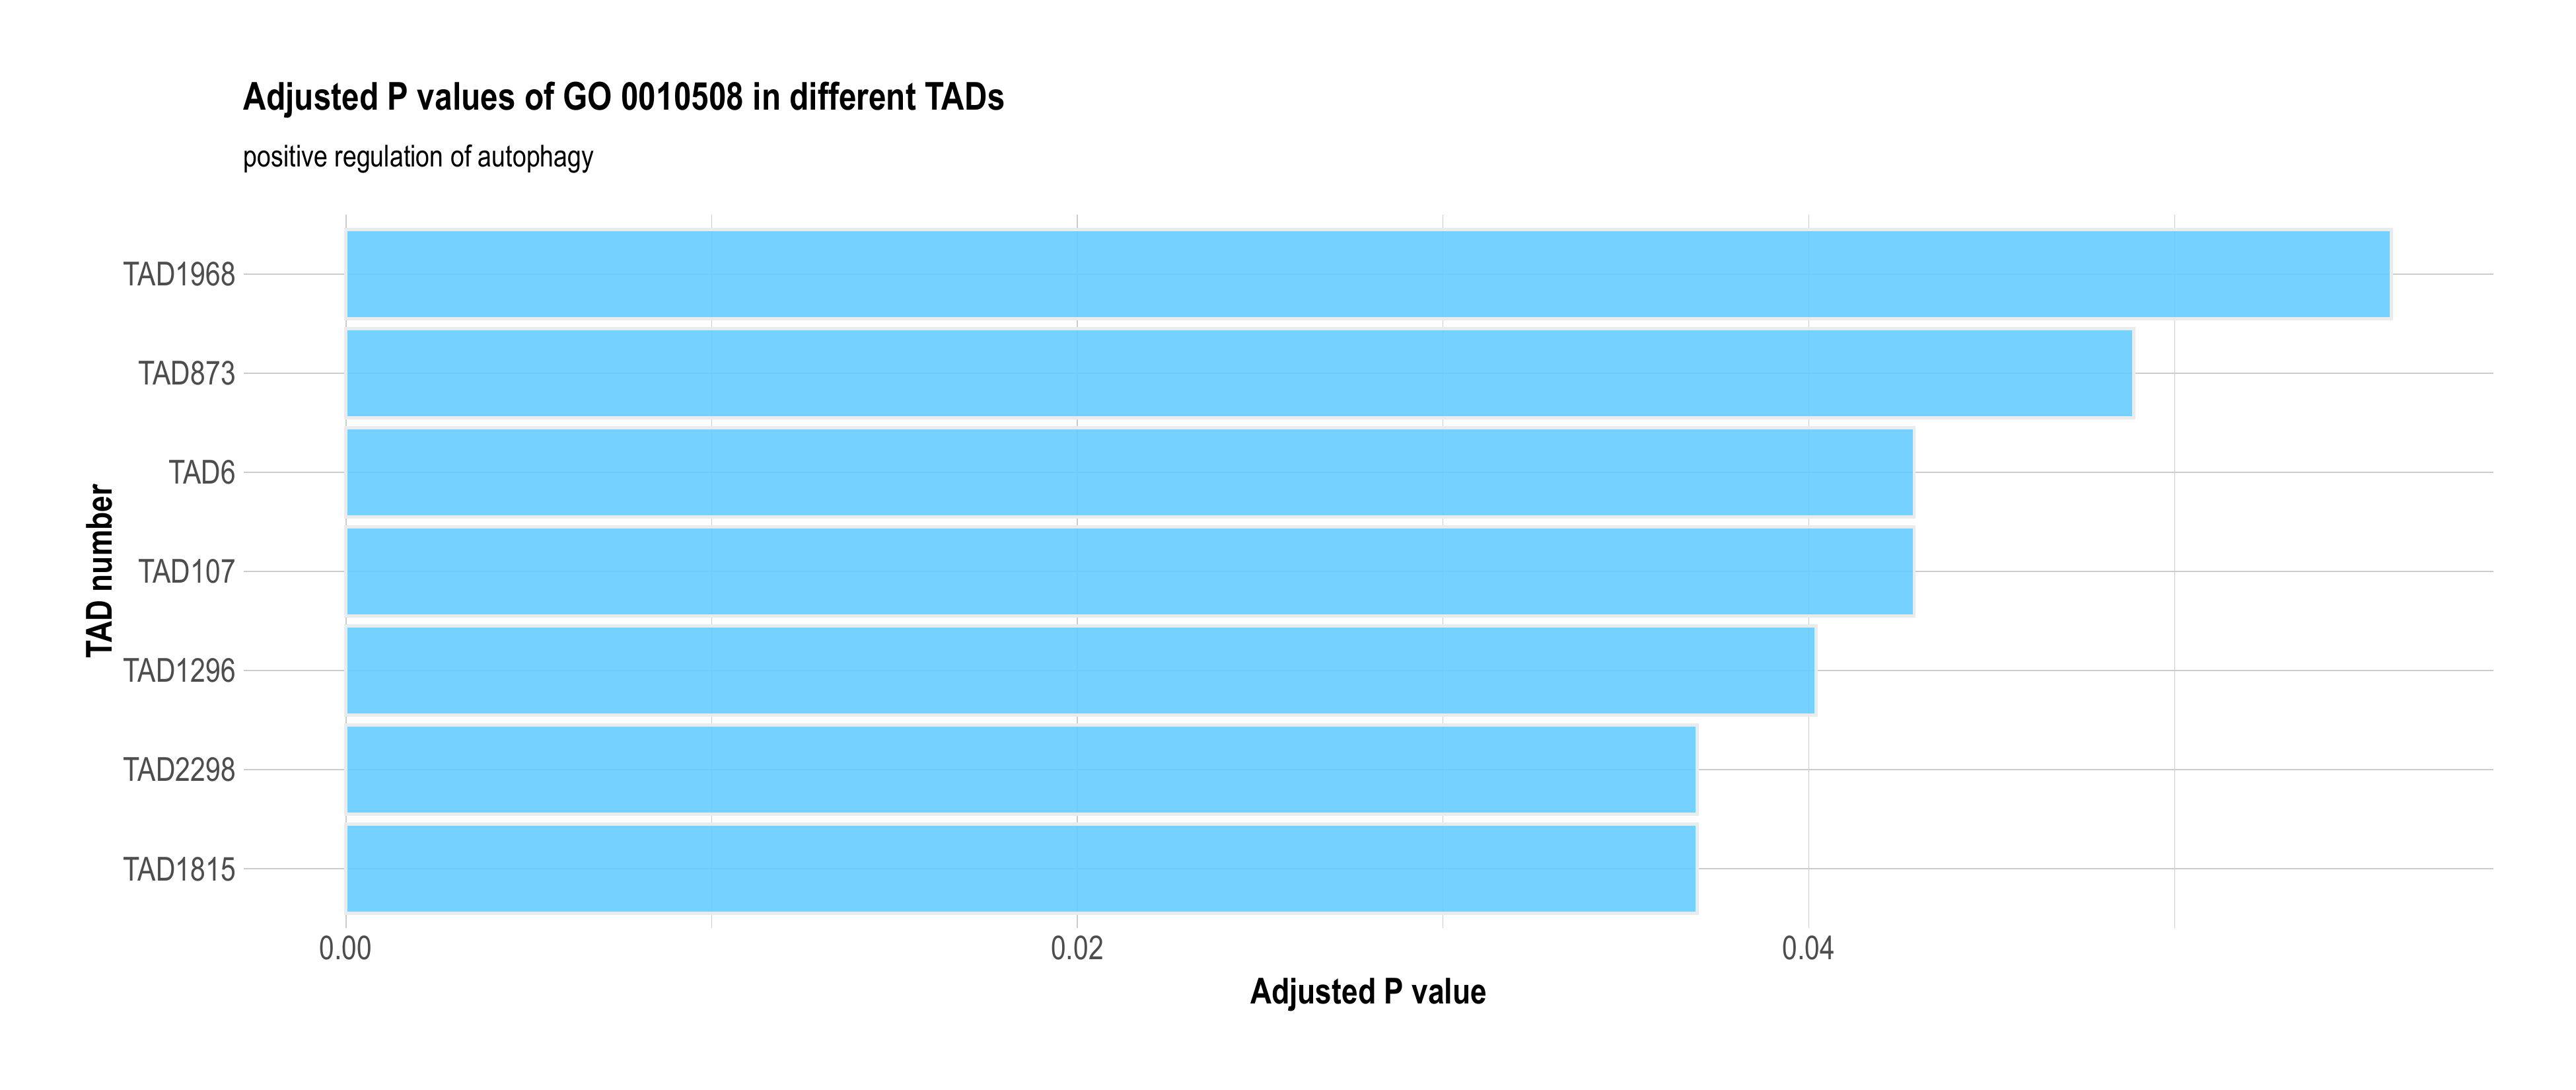 Adjusted P values of GO 0010508 in different TADs
positive regulation of autophagy
TAD number
TAD1968
TAD873
TAD6
TAD107
TAD1296
TAD2298
TAD1815
0.00 0.02 0.04
Adjusted P value